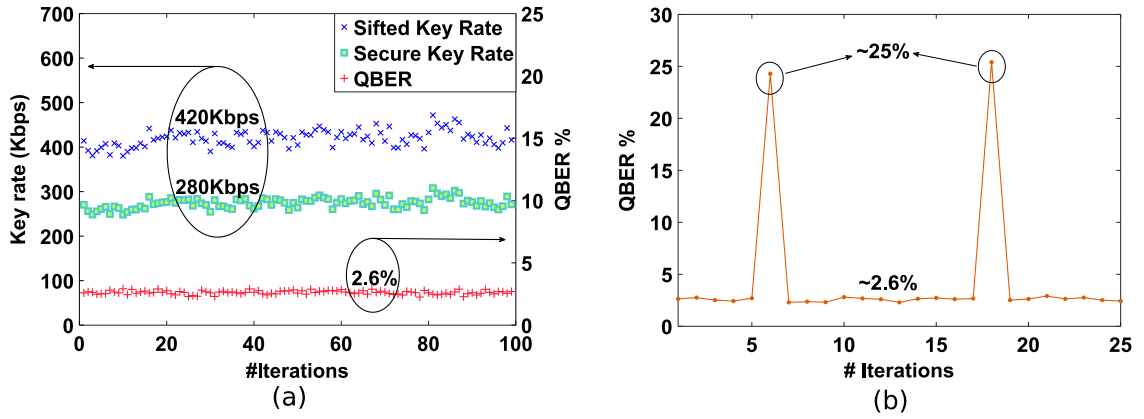 700
600
500
400
300
200
100
0
Key rate (Kbps)
0
20
40
60
80
100
#Iterations
25
20
15
10
5
0
QBER %
Sifted Key Rate
Secure Key Rate
QBER
420Kbps
280Kbps
2.6%
(a)
30
25
20
15
10
5
0
QBER %
5
10
15
20
25
# Iterations
~25%
~2.6%
(b)